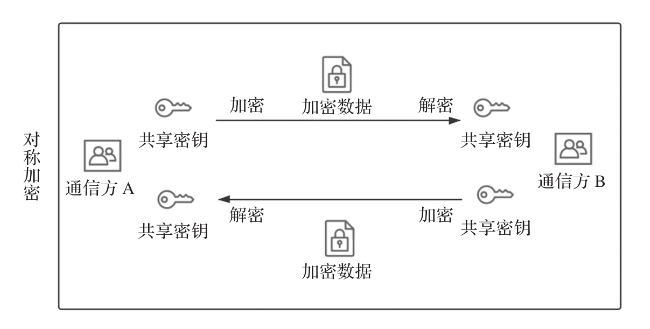 对称加密
加密 加密数据 解密
共享密钥 共享密钥
通信方 A 通信方 B
解密 加密
共享密钥 共享密钥
加密数据